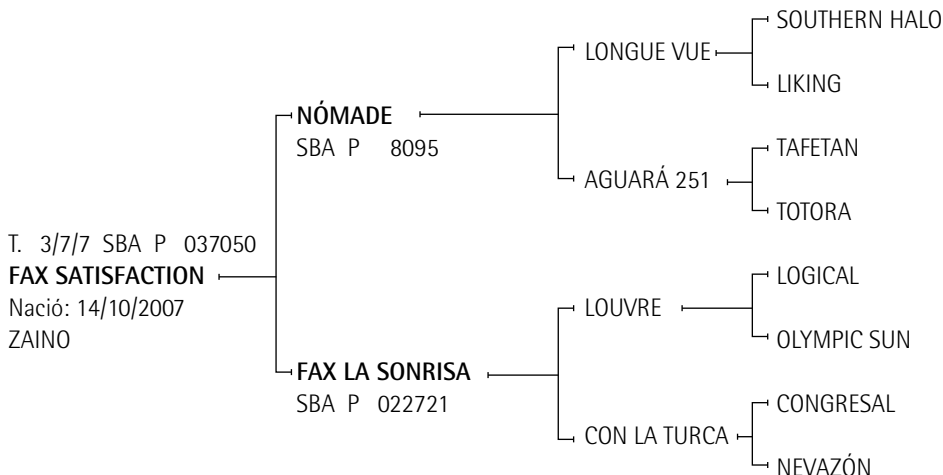 T. 3/7/7 SBA P 037050
FAX SATISFACTION
Nació: 14/10/2007
ZAINO
NÓMADE
SBA P 8095
FAX LA SONRISA
SBA P 022721
LONGUE VUE
AGUARÁ 251
LOUVRE
CON LA TURCA
SOUTHERN HALO
LIKING
TAFETAN
TOTORA
LOGICAL
OLYMPIC SUN
CONGRESAL
NEVAZÓN